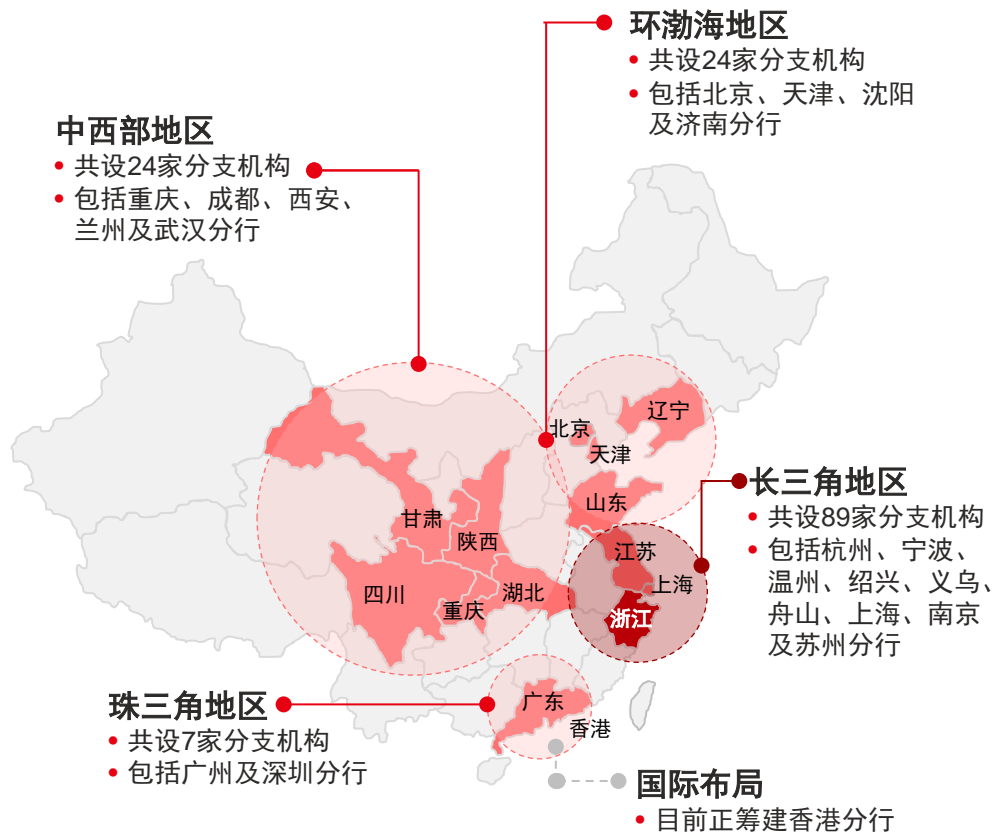 环渤海地区
共设24家分支机构
包括北京、天津、沈阳
及济南分行
中西部地区
共设24家分支机构
包括重庆、成都、西安、
兰州及武汉分行
辽宁
北京
天津
山东
甘肃
陕西
四川
重庆
湖北
江苏
上海
浙江
长三角地区
共设89家分支机构
包括杭州、宁波、
温州、绍兴、义乌、
舟山、上海、南京
及苏州分行
珠三角地区
共设7家分支机构
包括广州及深圳分行
广东
香港
国际布局
目前正筹建香港分行